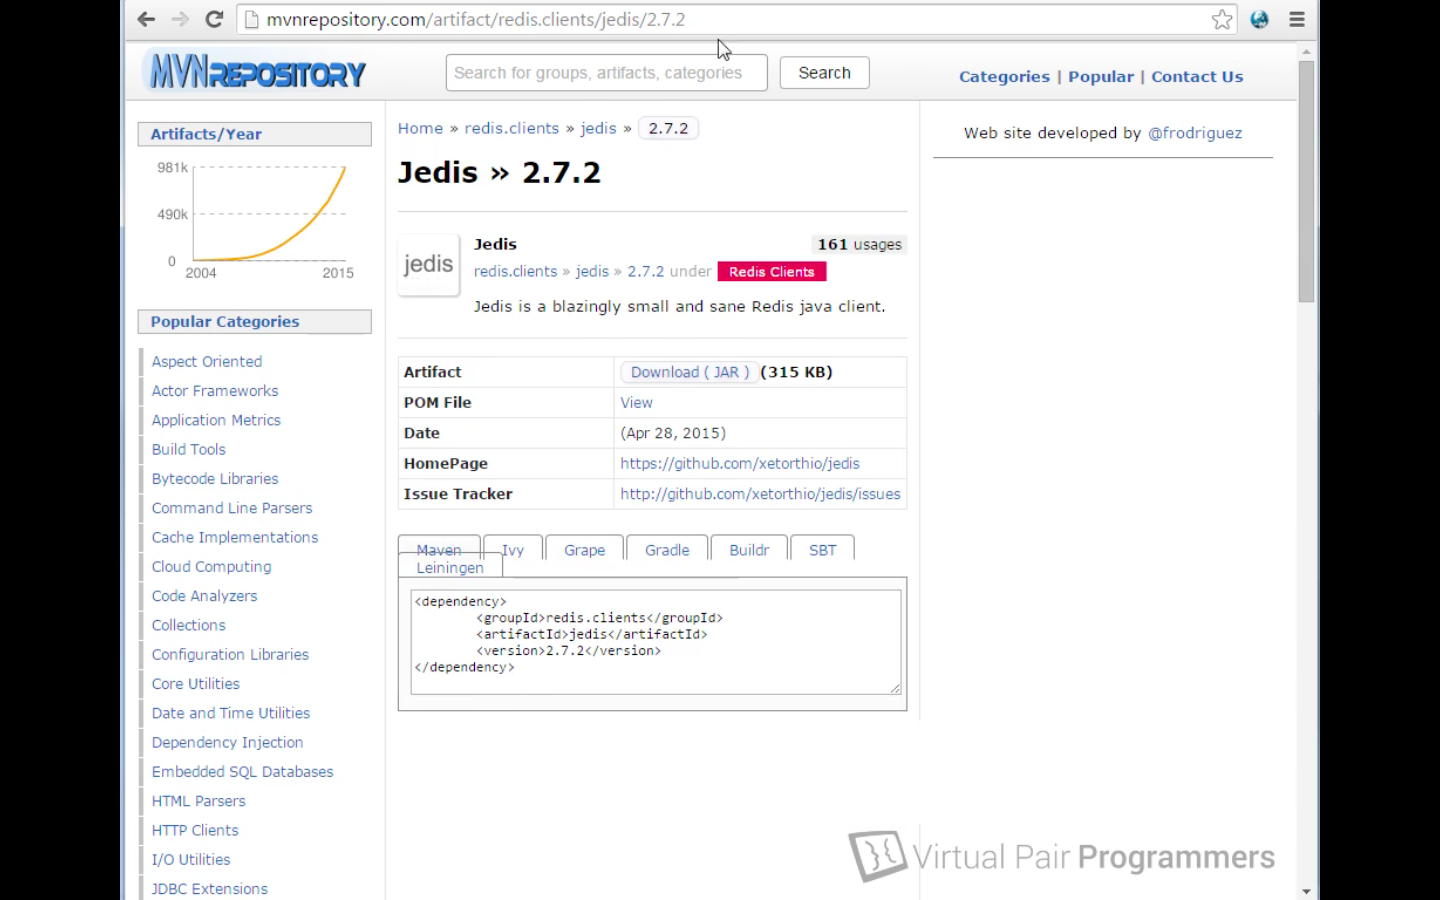 mvnrepository.com/artifact/redis.clients/jedis/2.7.2
MVNREPOSITORY
Search for groups, artifacts, categories
Search
Categories | Popular | Contact Us
Artifacts/Year
981k
490k
0
2004 2015
Popular Categories
Aspect Oriented
Actor Frameworks
Application Metrics
Build Tools
Bytecode Libraries
Command Line Parsers
Cache Implementations
Cloud Computing
Code Analyzers
Collections
Configuration Libraries
Core Utilities
Date and Time Utilities
Dependency Injection
Embedded SQL Databases
HTML Parsers
HTTP Clients
I/O Utilities
JDBC Extensions
Home » redis.clients » jedis » 2.7.2
Jedis » 2.7.2
jedis
Jedis
161 usages
redis.clients » jedis » 2.7.2 under Redis Clients
Jedis is a blazingly small and sane Redis java client.
Artifact Download ( JAR ) (315 KB)
POM File View
Date (Apr 28, 2015)
HomePage https://github.com/xetorthio/jedis
Issue Tracker http://github.com/xetorthio/jedis/issues
Maven Ivy Grape Gradle Buildr SBT
Leiningen
<dependency>
<groupId>redis.clients</groupId>
<artifactId>jedis</artifactId>
<version>2.7.2</version>
</dependency>
Web site developed by @frodriguez
Virtual Pair Programmers